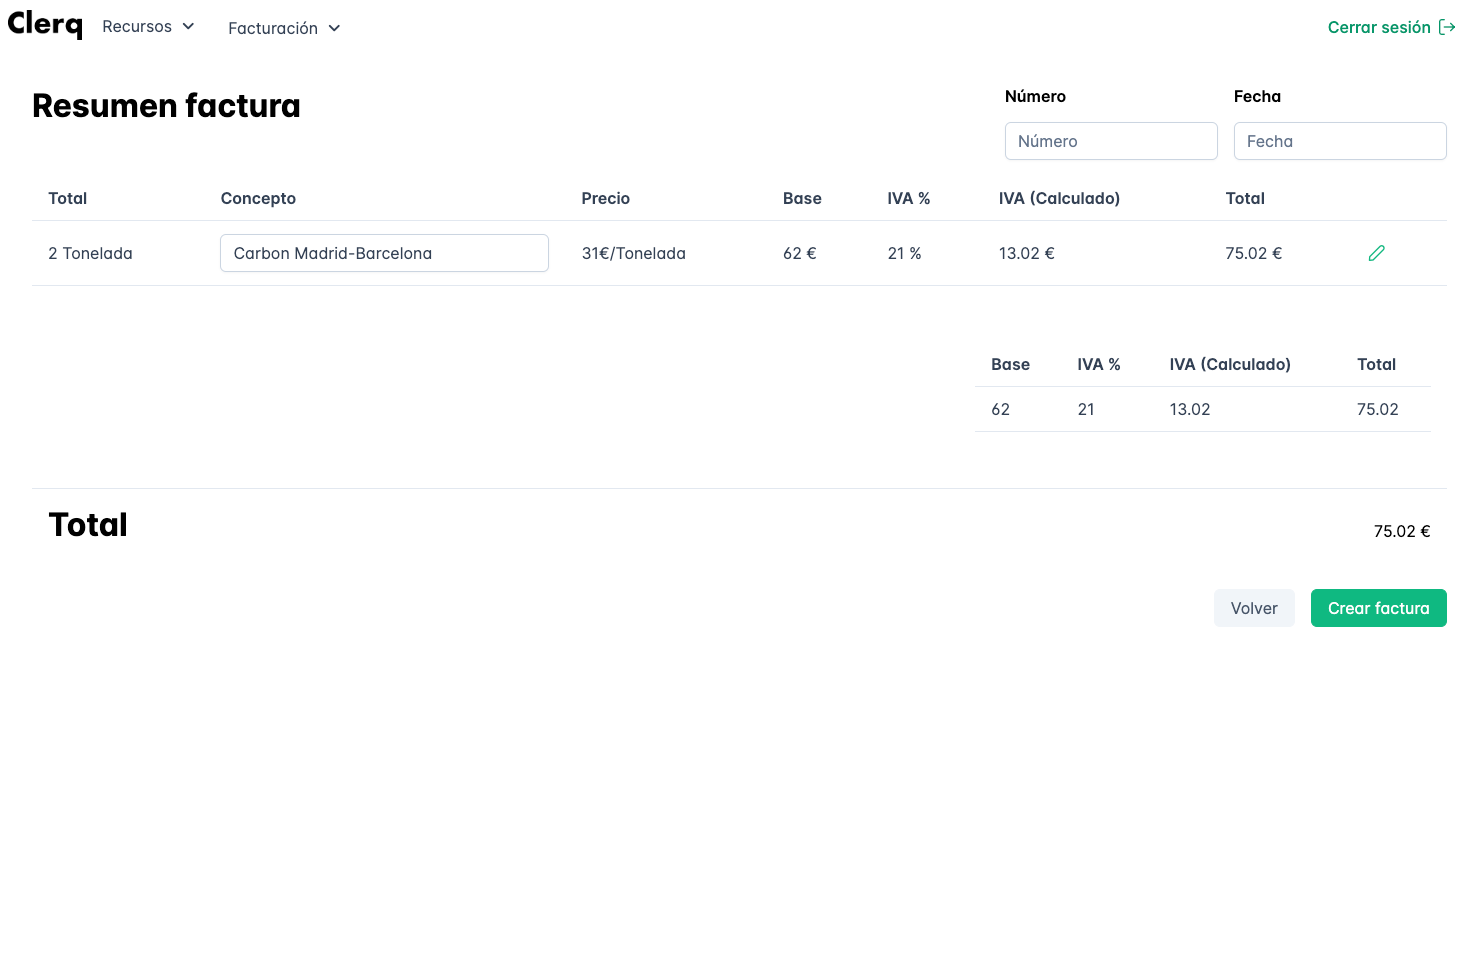 Clerq Recursos Facturación Cerrar sesión
Resumen factura
Número Fecha
Número Fecha
Total Concepto Precio Base IVA % IVA (Calculado) Total
2 Tonelada Carbon Madrid-Barcelona 31€/Tonelada 62 € 21 % 13.02 € 75.02 €
Base IVA % IVA (Calculado) Total
62 21 13.02 75.02
Total 75.02 €
Volver Crear factura